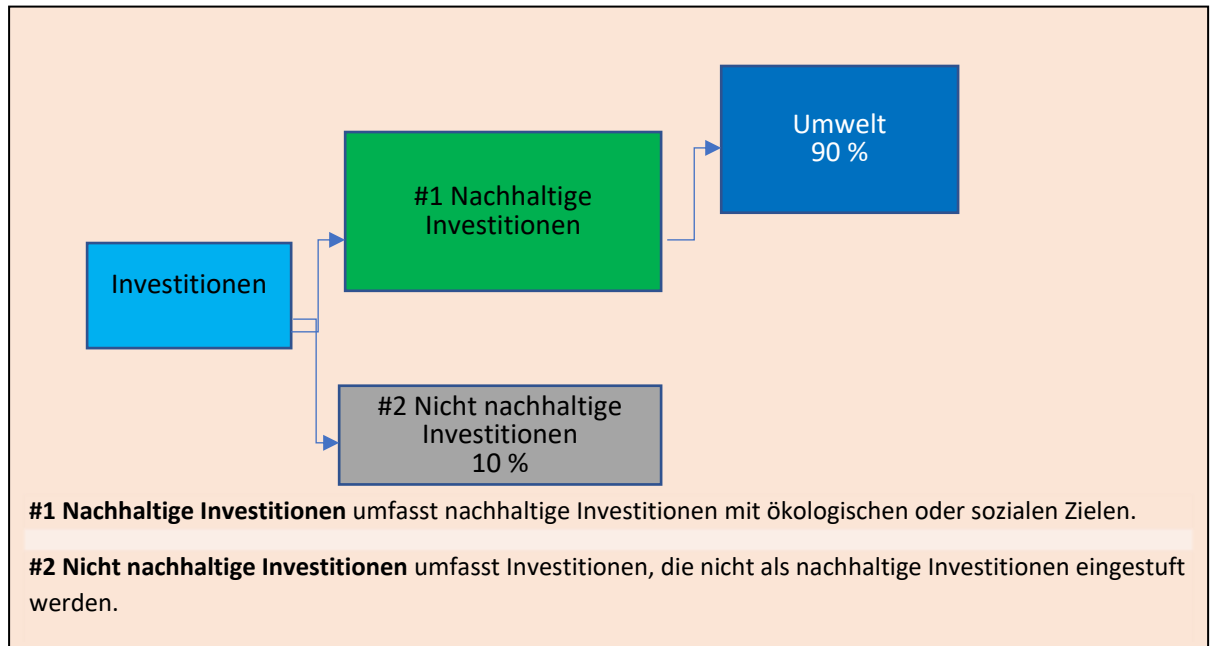 Umwelt
90 %
#1 Nachhaltige
Investitionen
Investitionen
#2 Nicht nachhaltige
Investitionen
10 %
#1 Nachhaltige Investitionen umfasst nachhaltige Investitionen mit ökologischen oder sozialen Zielen.
#2 Nicht nachhaltige Investitionen umfasst Investitionen, die nicht als nachhaltige Investitionen eingestuft
werden.